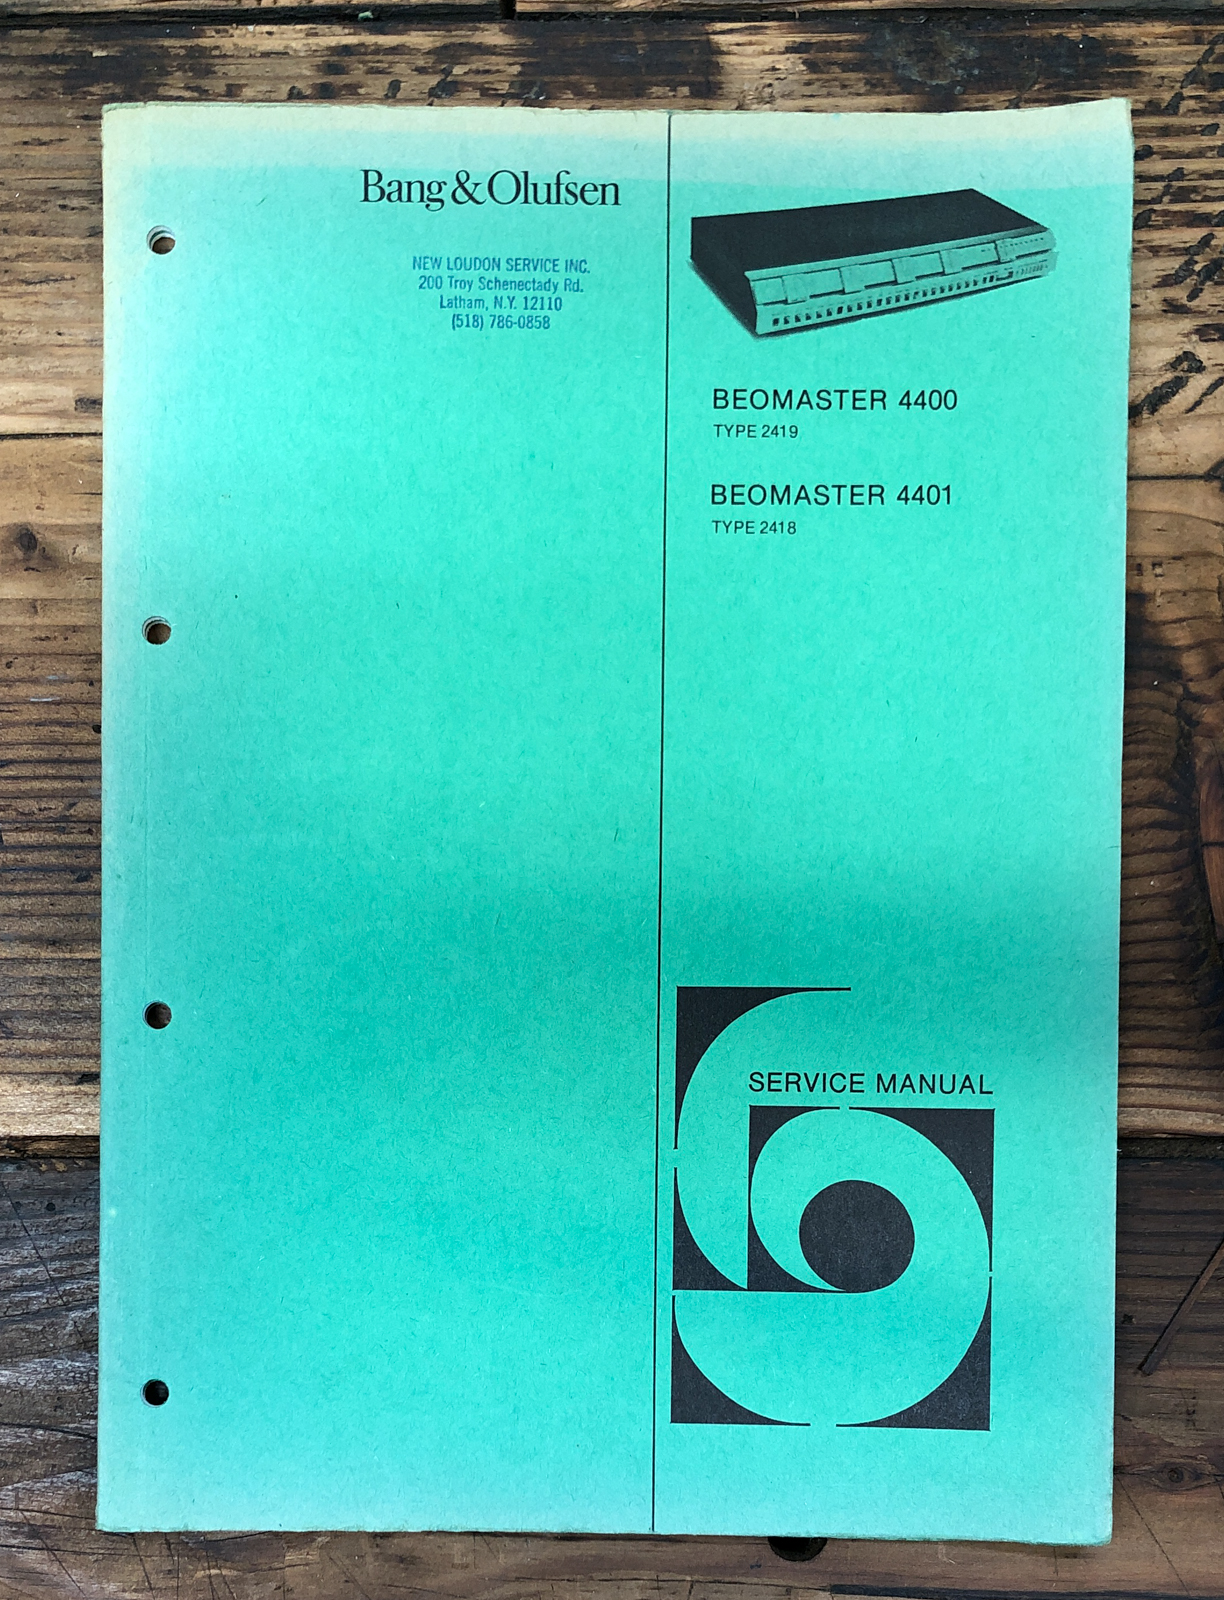 Bang & Olufsen
NEW LOUDON SERVICE INC.
200 Troy Schenectady Rd.
Latham, N.Y. 12110
(518) 786-0858
BEOMASTER 4400
TYPE 2419
BEOMASTER 4401
TYPE 2418
SERVICE MANUAL